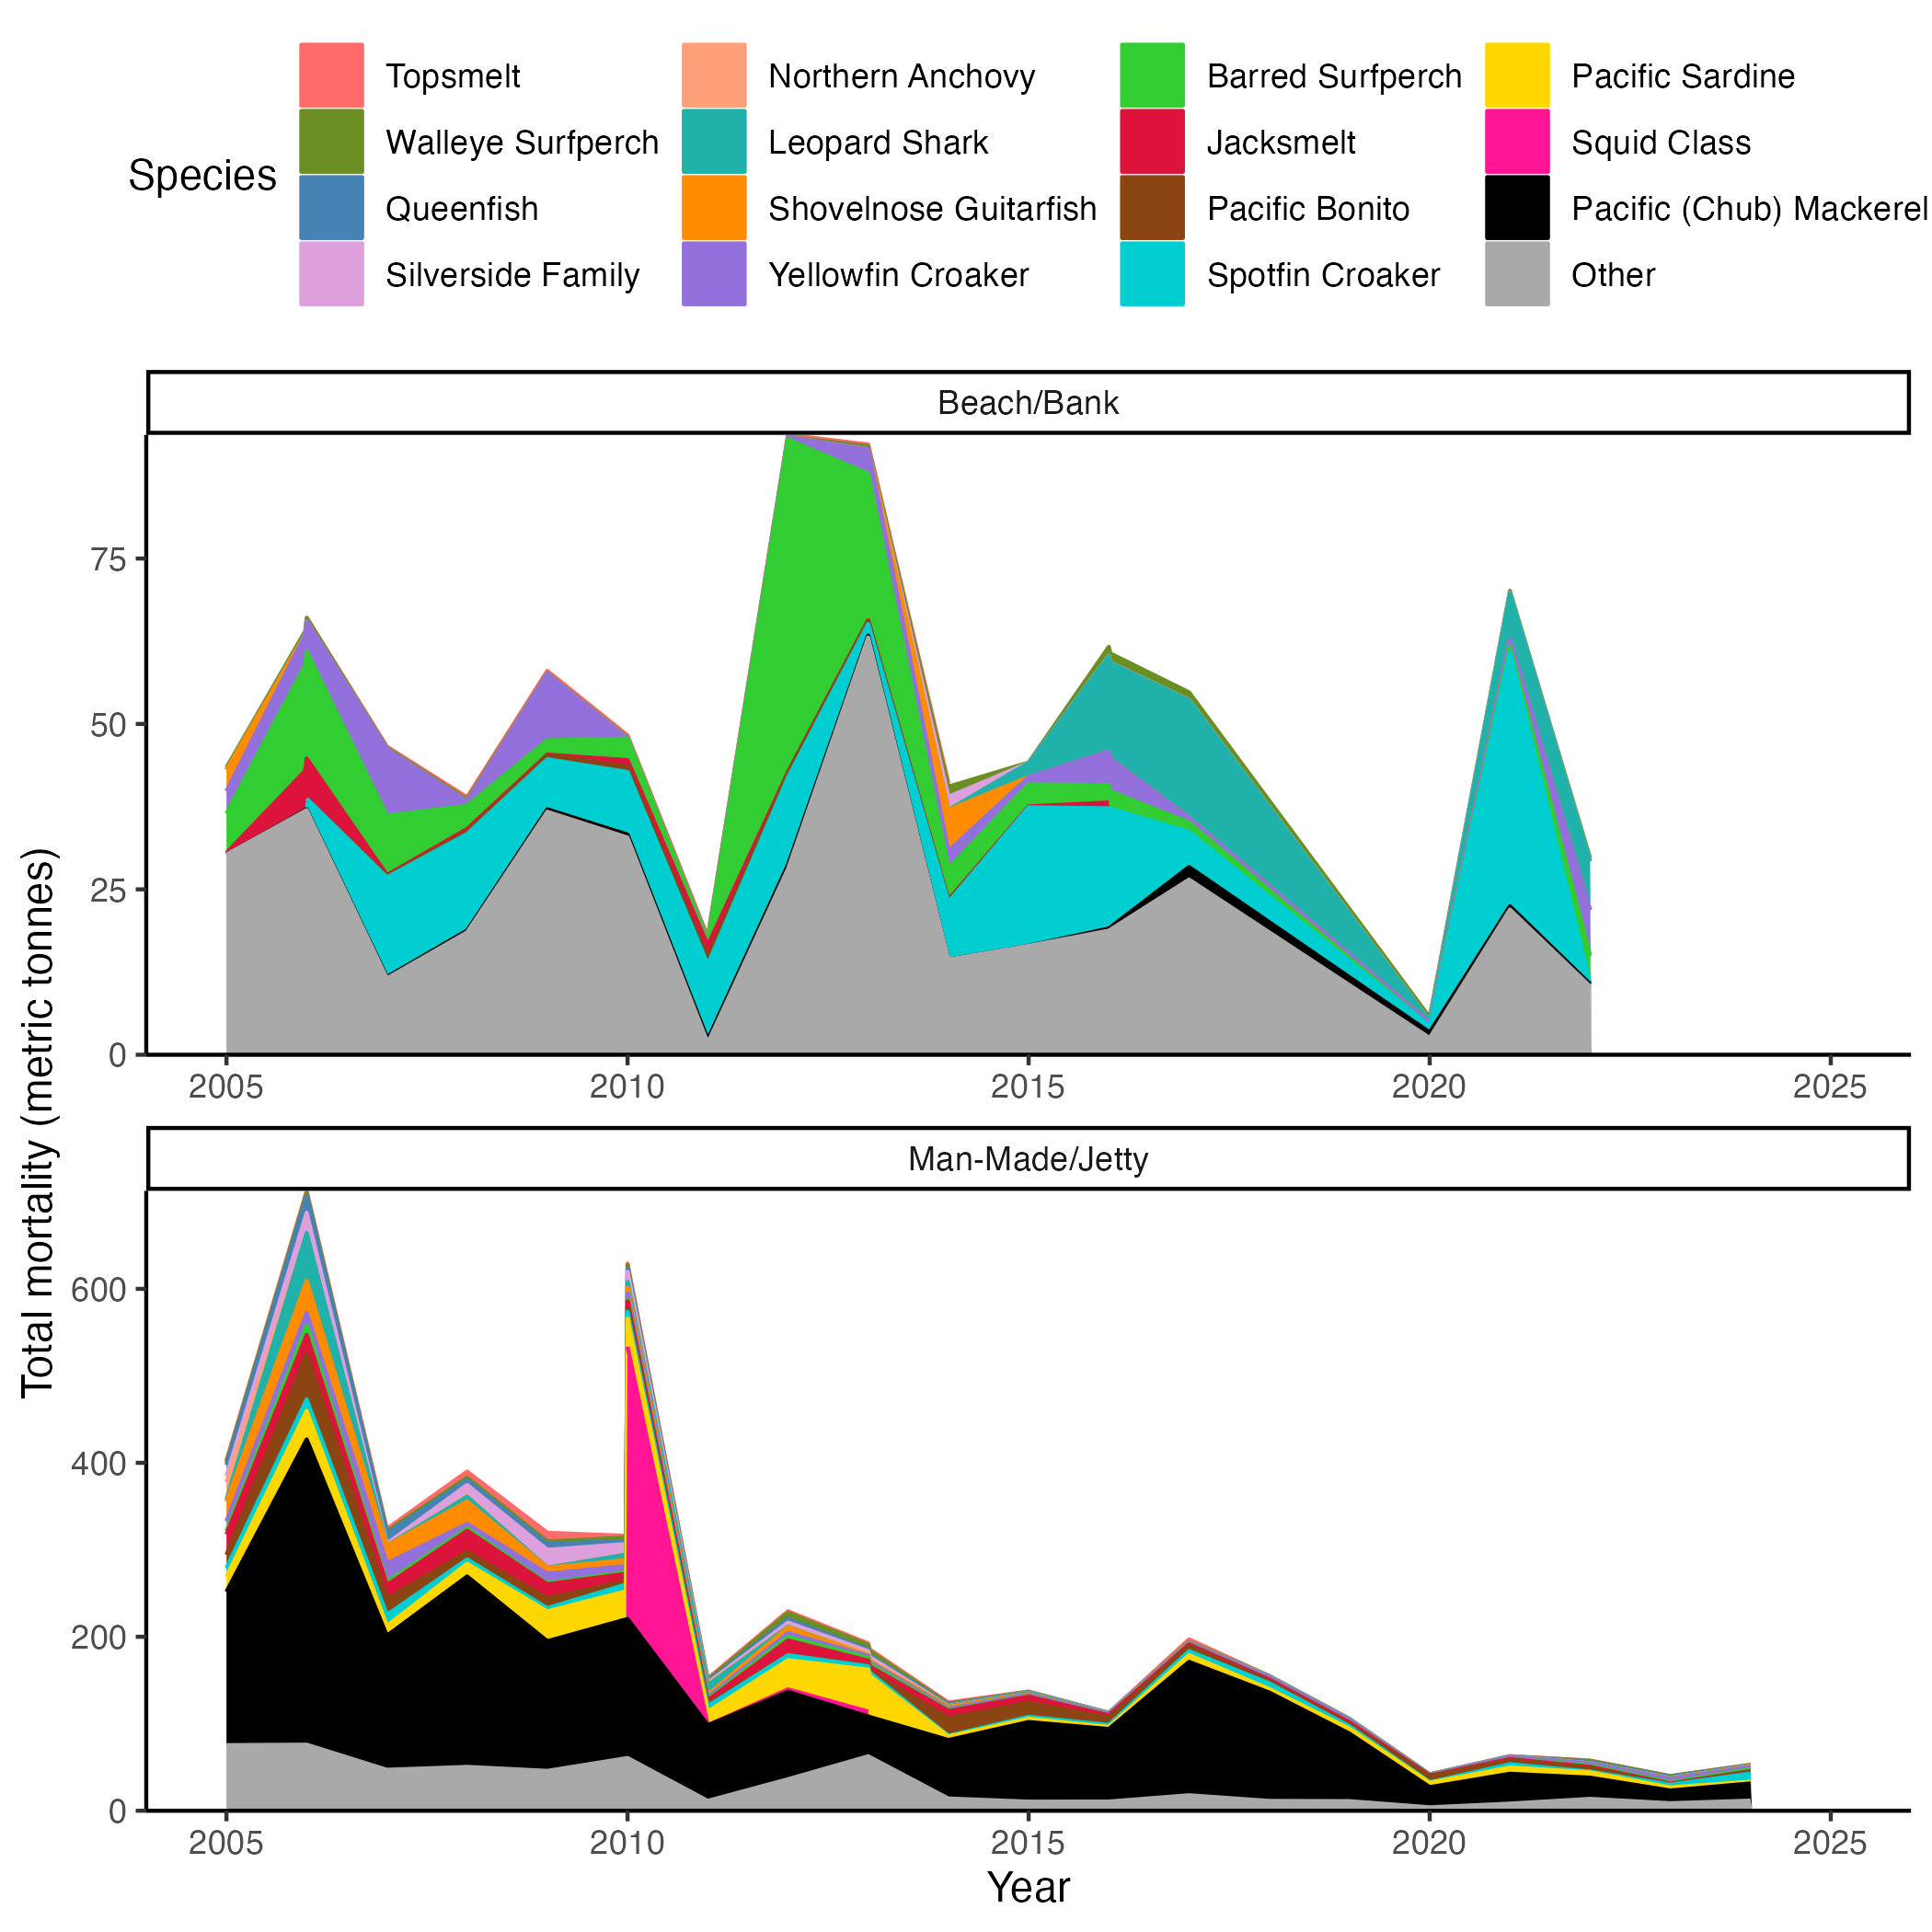 Species
Topsmelt
Walleye Surfperch
Queenfish
Silverside Family
Northern Anchovy
Leopard Shark
Shovelnose Guitarfish
Yellowfin Croaker
Barred Surfperch
Jacksmelt
Pacific Bonito
Spotfin Croaker
Pacific Sardine
Squid Class
Pacific (Chub) Mackerel
Other
Total mortality (metric tonnes)
Beach/Bank
75
50
25
0
2005 2010 2015 2020 2025
Man-Made/Jetty
600
400
200
0
2005 2010 2015 2020 2025
Year